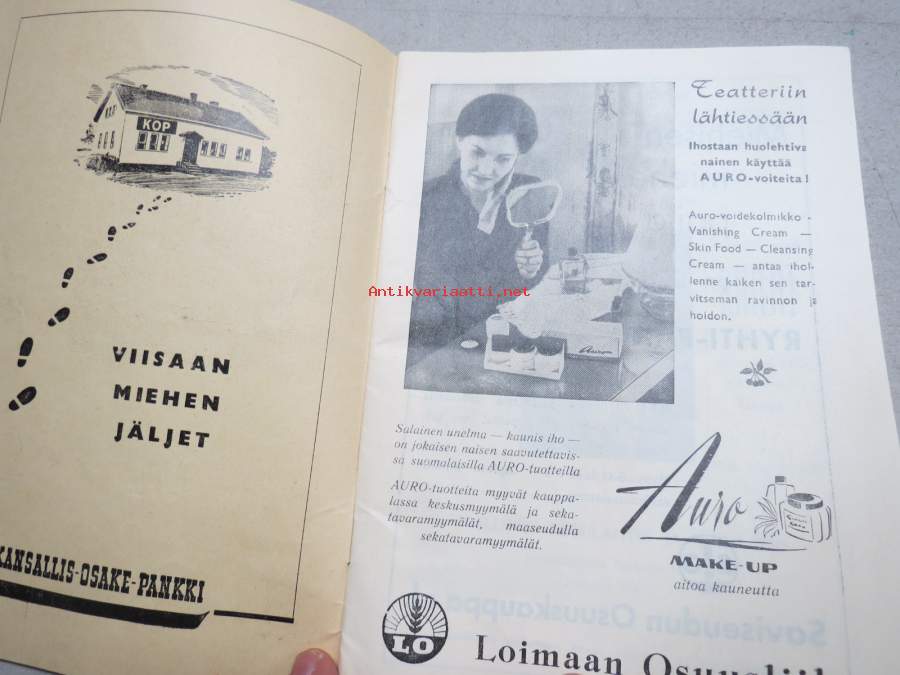 KOP
VIISAAN
MIEHEN
JÄLJET
KANSALLIS-OSAKE-PANKKI
Teatteriin
lähtiessään
Ihostaan huolehtiva
nainen käyttää
AURO-voiteita!
Auro-voidekolmikko -
Vanishing Cream —
Skin Food — Cleansing
Cream — antaa ihol-
lenne kaiken sen tar-
vitseman ravinnon ja
hoidon.
Antikvariaatti.net
Auron
Salainen unelma — kaunis iho —
on jokaisen naisen saavutettavis-
sa suomalaisilla AURO-tuotteilla
AURO-tuotteita myyvät kauppa-
lassa keskusmyymälä ja seka-
tavaramyymälät, maaseudulla
sekatavaramyymälät.
Auro
MAKE-UP
aitoa kauneutta
LO
Loimaan